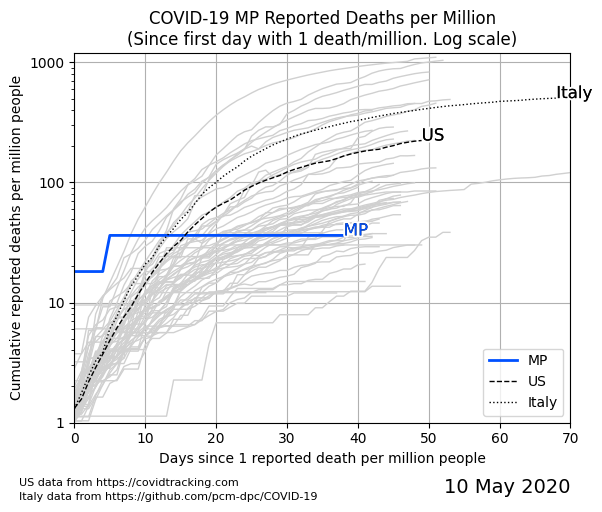 COVID-19 MP Reported Deaths per Million
(Since first day with 1 death/million. Log scale)
Cumulative reported deaths per million people
1000
100
10
1
Italy
US
MP
MP
US
Italy
0 10 20 30 40 50 60 70
Days since 1 reported death per million people
US data from https://covidtracking.com
Italy data from https://github.com/pcm-dpc/COVID-19
10 May 2020